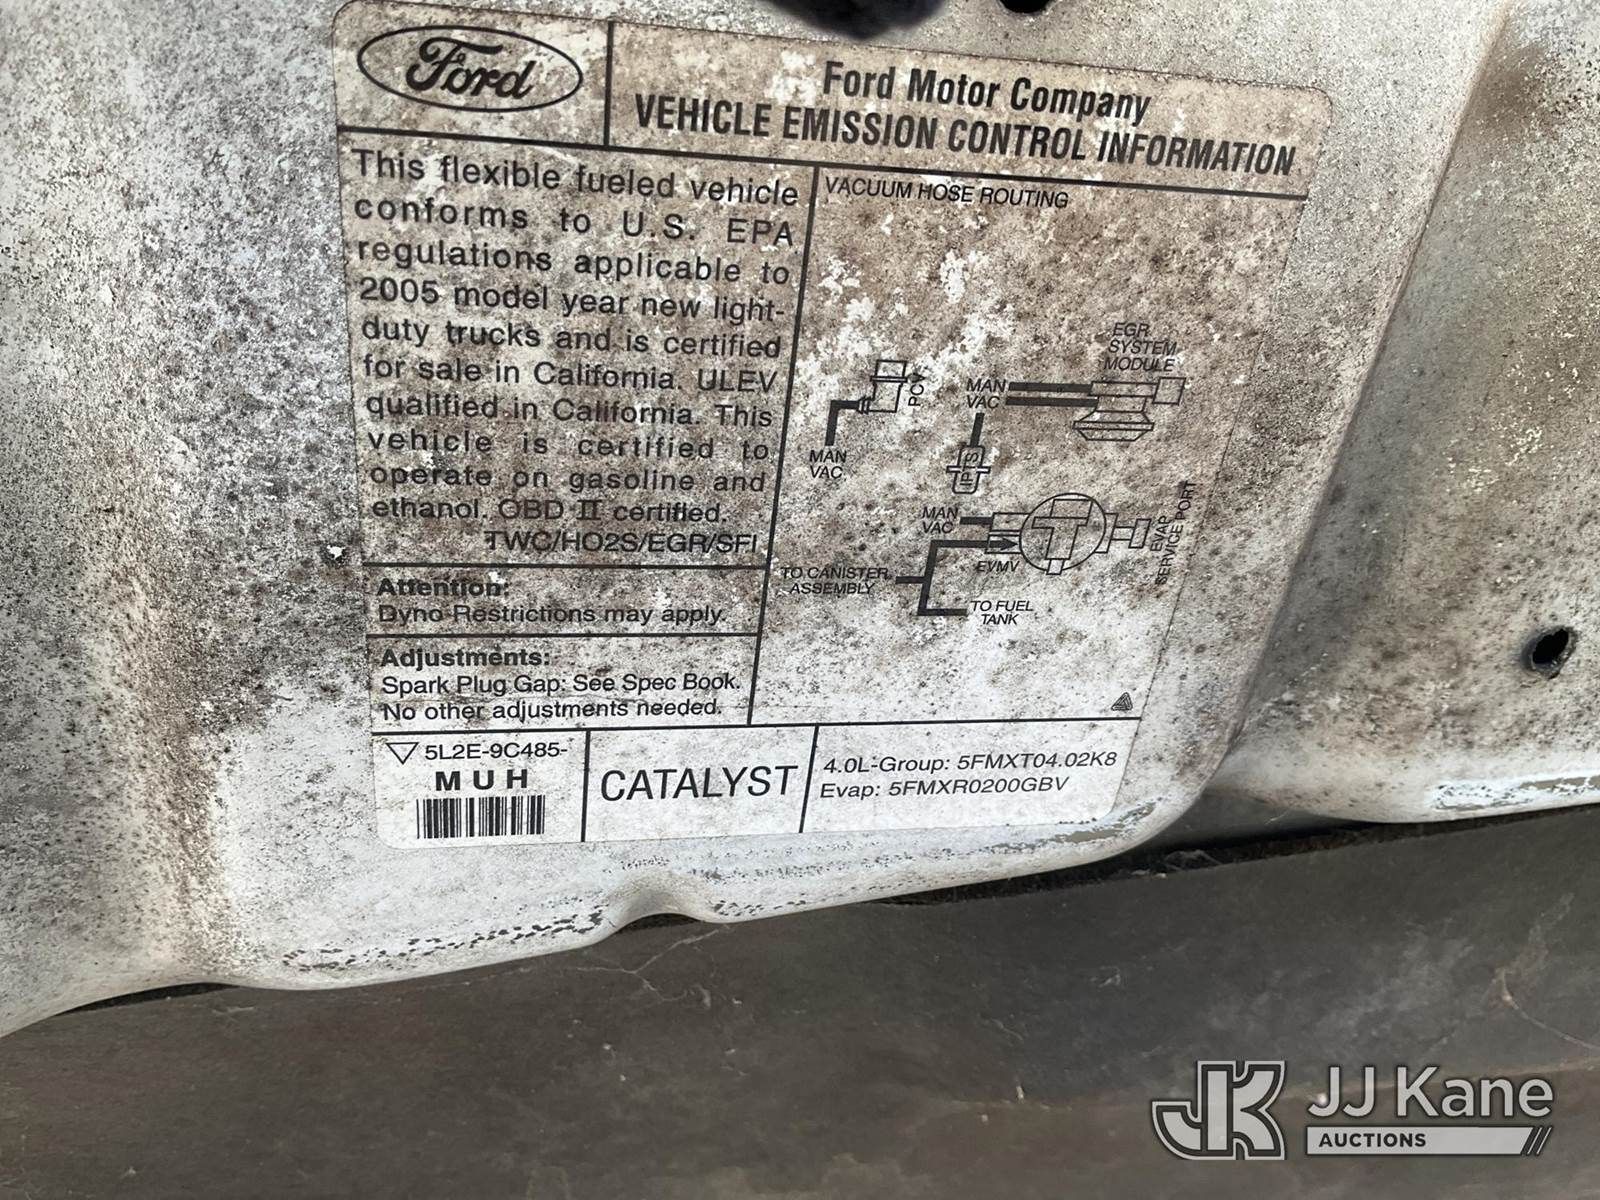 Ford
Ford Motor Company
VEHICLE EMISSION CONTROL INFORMATION
This flexible fueled vehicle
conforms to U.S. EPA
regulations applicable to
2005 model year new light-
duty trucks and is certified
for sale in California. ULEV
qualified in California. This
vehicle is certified to
operate on gasoline and
ethanol. OBD II certified.
TWC/HO2S/EGR/SFI
Attention:
Dyno Restrictions may apply.
Adjustments:
Spark Plug Gap: See Spec Book.
No other adjustments needed.
VACUUM HOSE ROUTING
EGR
SYSTEM
MODULE
PCV
MAN
VAC
MAN
VAC
MAN
VAC
EVMV
EVAP
SERVICE PORT
TO CANISTER
ASSEMBLY
TO FUEL
TANK
5L2E-9C485-
MUH
CATALYST
4.0L-Group: 5FMXT04.02K8
Evap: 5FMXR0200GBV
JK
JJ Kane
AUCTIONS